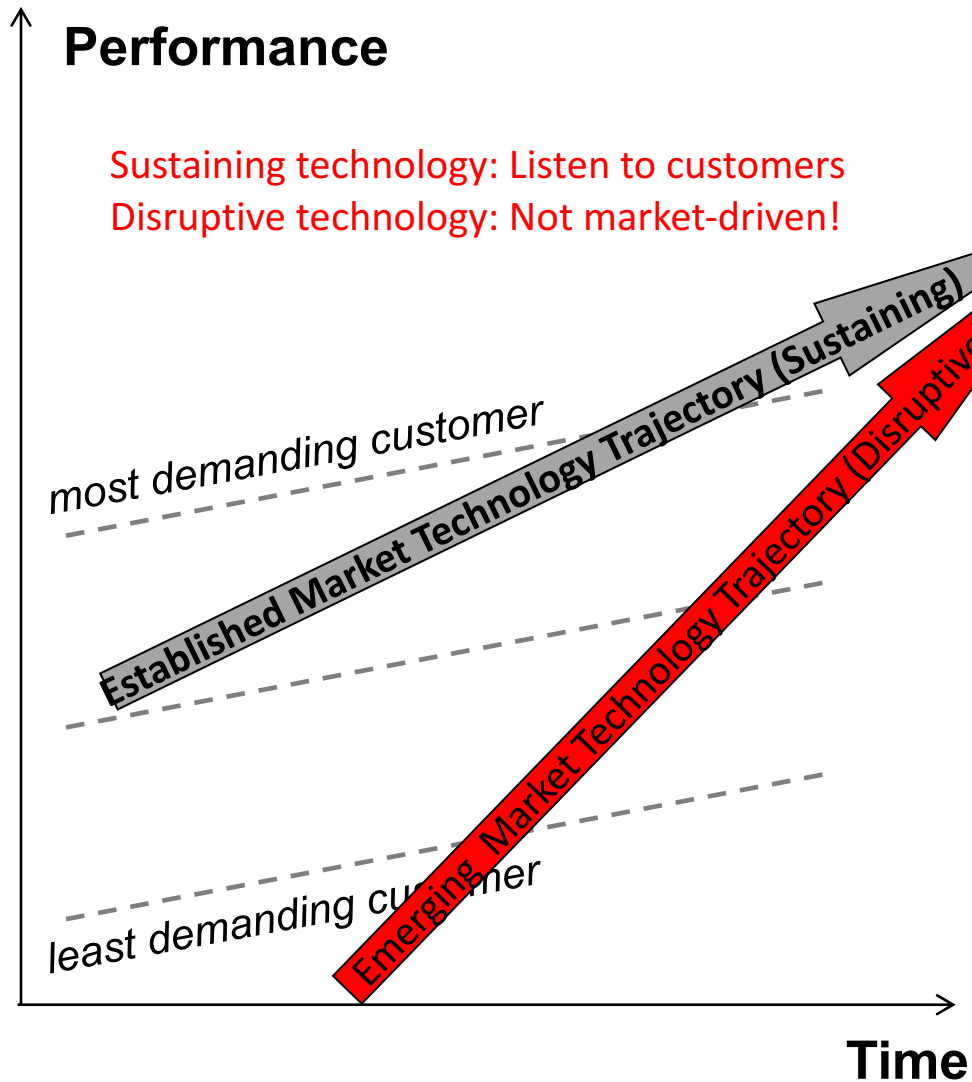 Performance
Sustaining technology: Listen to customers
Disruptive technology: Not market-driven!
most demanding customer
Established Market Technology Trajectory (Sustaining)
Emerging Market Technology Trajectory (Disruptive
least demanding customer
Time